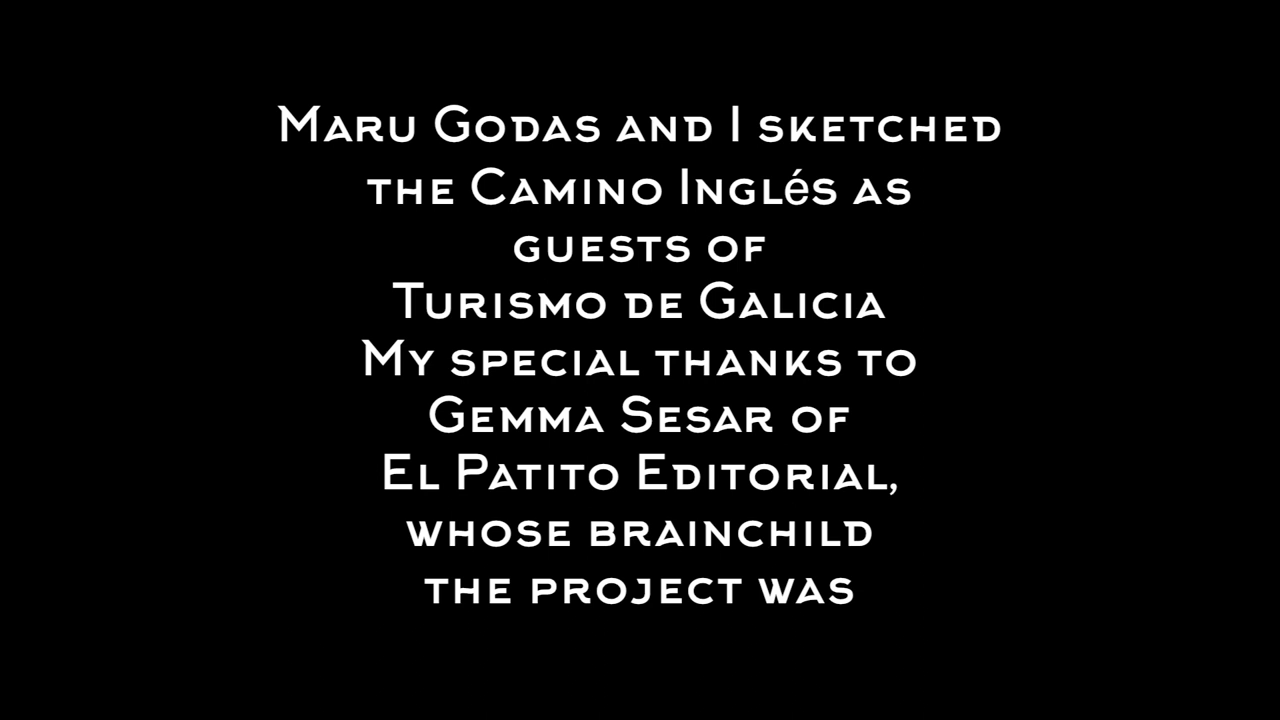 Maru Godas and I sketched
the Camino Inglés as
guests of
Turismo de Galicia
My special thanks to
Gemma Sesar of
El Patito Editorial,
whose brainchild
the project was